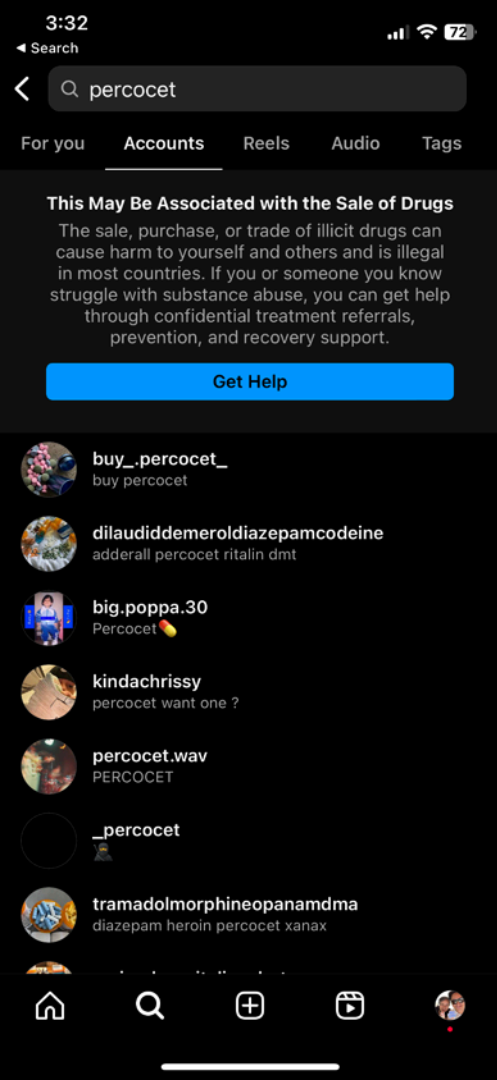 3:32
72
◀ Search
percocet
For you Accounts Reels Audio Tags
This May Be Associated with the Sale of Drugs
The sale, purchase, or trade of illicit drugs can
cause harm to yourself and others and is illegal
in most countries. If you or someone you know
struggle with substance abuse, you can get help
through confidential treatment referrals,
prevention, and recovery support.
Get Help
buy_.percocet_
buy percocet
dilaudiddemeroldiazepamcodeine
adderall percocet ritalin dmt
big.poppa.30
Percocet💊
kindachrissy
percocet want one ?
percocet.wav
PERCOCET
_percocet
🥷
tramadolmorphineopanamdma
diazepam heroin percocet xanax